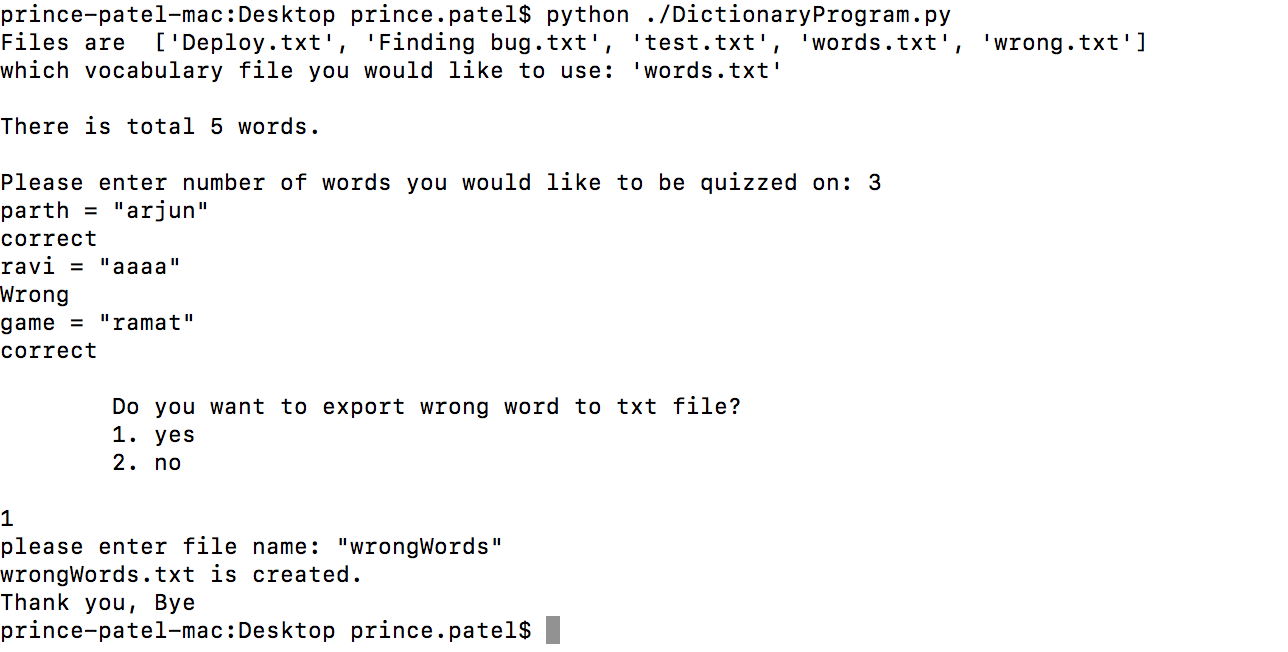 prince-patel-mac:Desktop prince.patel$ python ./DictionaryProgram.py
Files are  ['Deploy.txt', 'Finding bug.txt', 'test.txt', 'words.txt', 'wrong.txt']
which vocabulary file you would like to use: 'words.txt'
There is total 5 words.
Please enter number of words you would like to be quizzed on: 3
parth = "arjun"
correct
ravi = "aaaa"
Wrong
game = "ramat"
correct
Do you want to export wrong word to txt file?
1. yes
2. no
1
please enter file name: "wrongWords"
wrongWords.txt is created.
Thank you, Bye
prince-patel-mac:Desktop prince.patel$